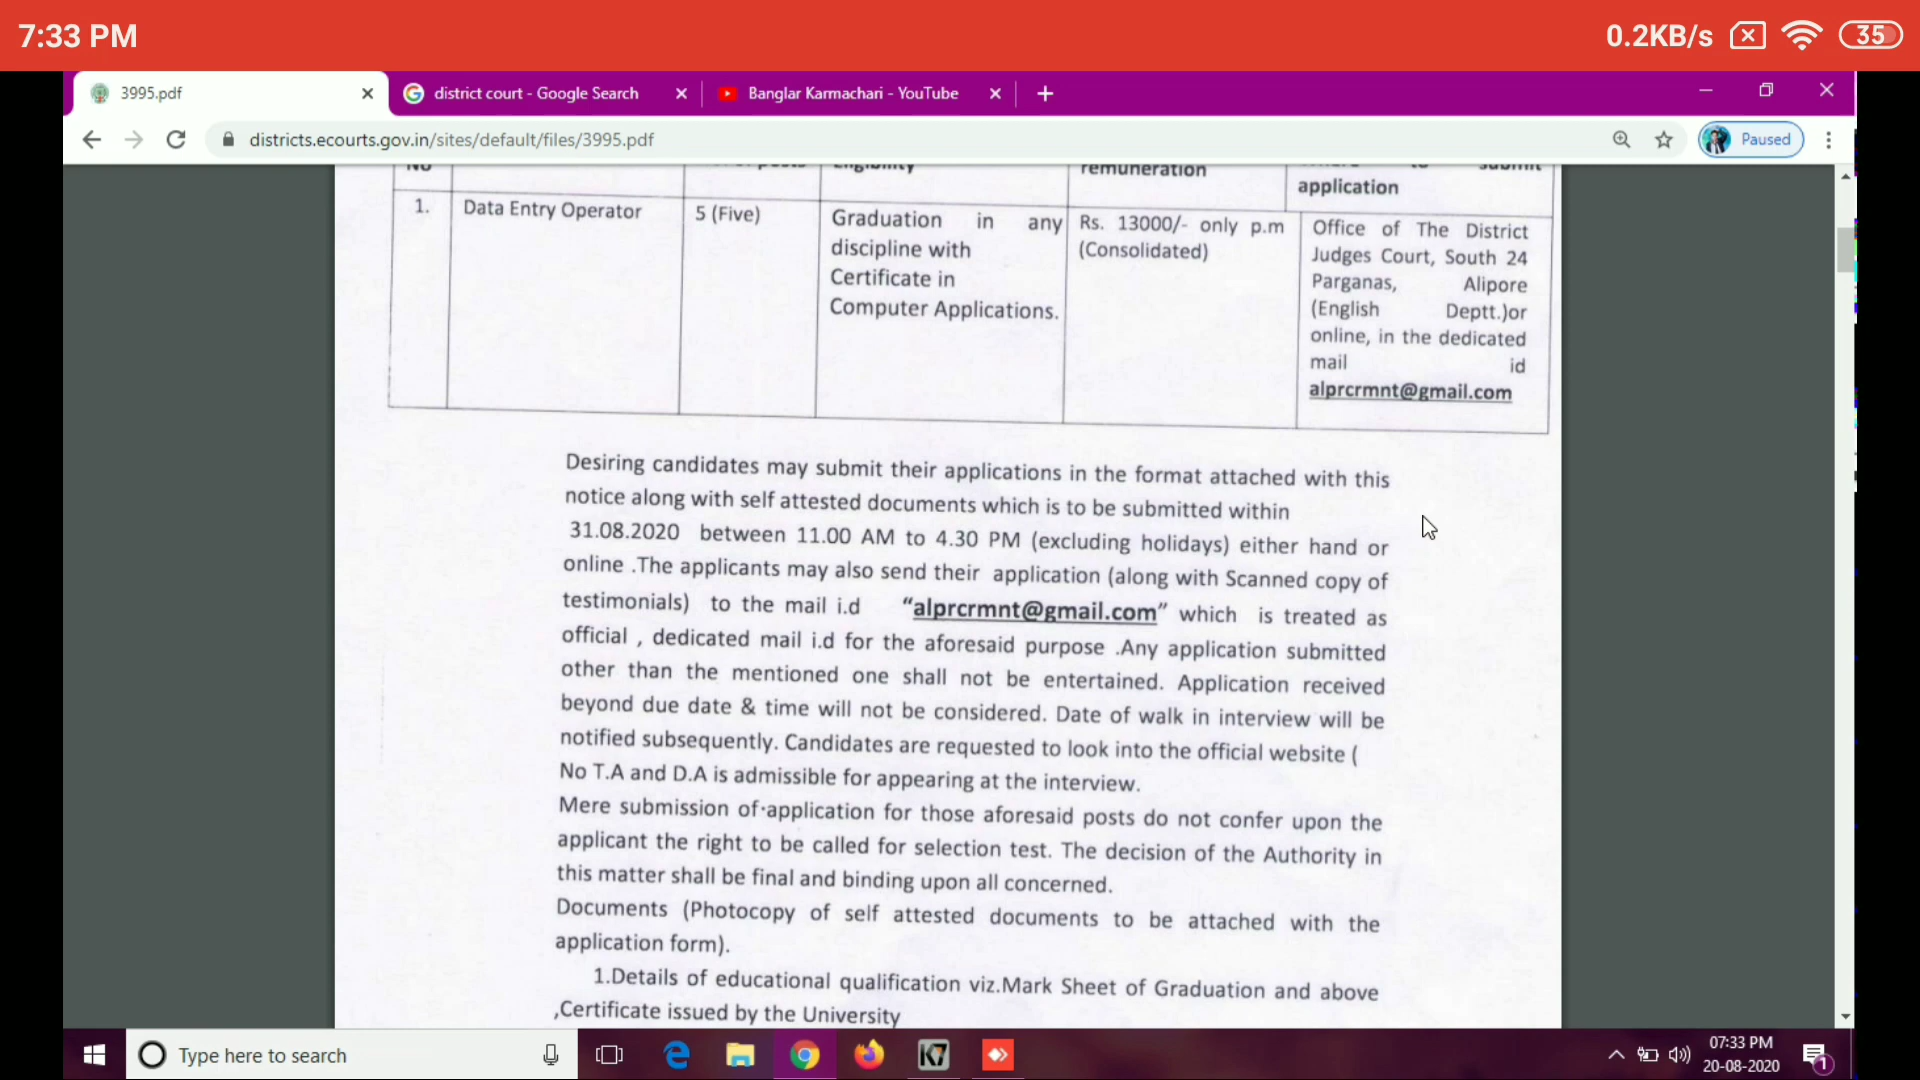 7:33 PM
0.2KB/s
35
3995.pdf
district court - Google Search
Banglar Karmachari - YouTube
districts.ecourts.gov.in/sites/default/files/3995.pdf
Paused
No
posts
Eligibility
remuneration
submit
application
1.
Data Entry Operator
5 (Five)
Graduation in any
discipline with
Certificate in
Computer Applications.
Rs. 13000/- only p.m
(Consolidated)
Office of The District
Judges Court, South 24
Parganas, Alipore
(English Deptt.)or
online, in the dedicated
mail id
alprcrmnt@gmail.com
Desiring candidates may submit their applications in the format attached with this
notice along with self attested documents which is to be submitted within
31.08.2020 between 11.00 AM to 4.30 PM (excluding holidays) either hand or
online .The applicants may also send their application (along with Scanned copy of
testimonials) to the mail i.d "alprcrmnt@gmail.com" which is treated as
official , dedicated mail i.d for the aforesaid purpose .Any application submitted
other than the mentioned one shall not be entertained. Application received
beyond due date & time will not be considered. Date of walk in interview will be
notified subsequently. Candidates are requested to look into the official website (
No T.A and D.A is admissible for appearing at the interview.
Mere submission of application for those aforesaid posts do not confer upon the
applicant the right to be called for selection test. The decision of the Authority in
this matter shall be final and binding upon all concerned.
Documents (Photocopy of self attested documents to be attached with the
application form).
1.Details of educational qualification viz.Mark Sheet of Graduation and above
,Certificate issued by the University
Type here to search
K7
07:33 PM
20-08-2020
1